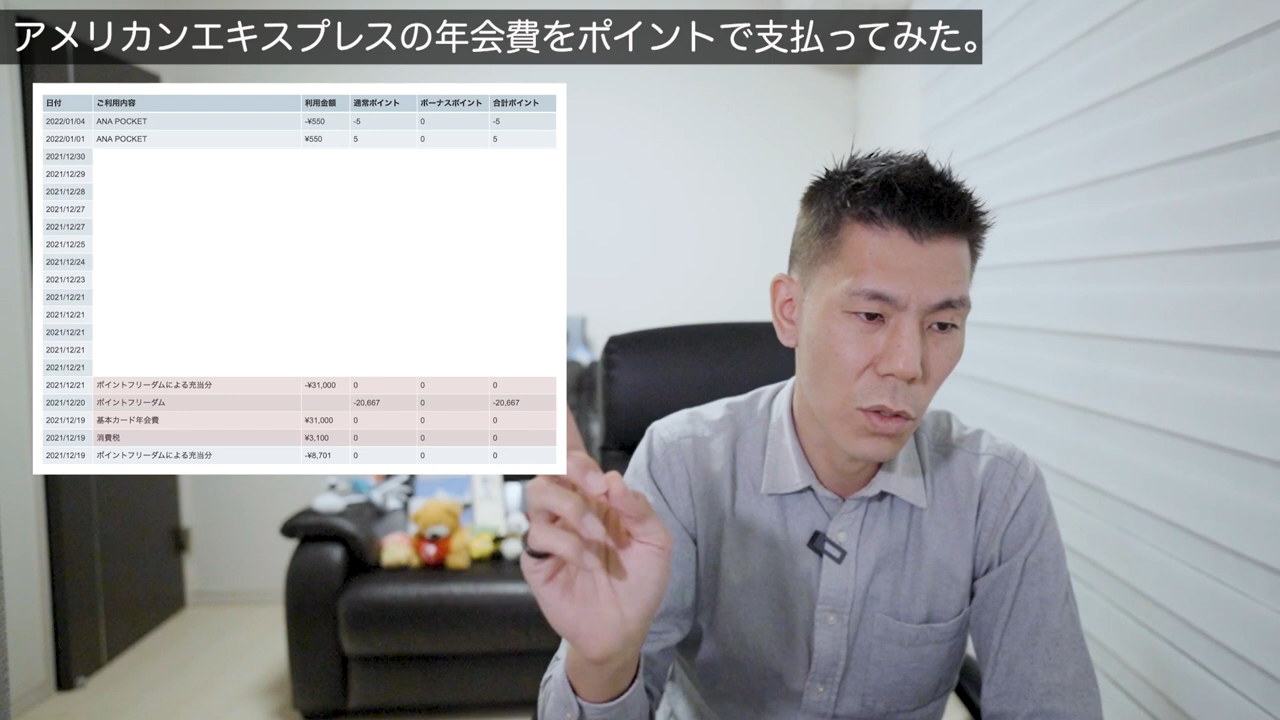 アメリカンエキスプレスの年会費をポイントで支払ってみた。
日付 ご利用内容 利用金額 通常ポイント ボーナスポイント 合計ポイント
2022/01/04 ANA POCKET -¥550 -5 0 -5
2022/01/01 ANA POCKET ¥550 5 0 5
2021/12/30
2021/12/29
2021/12/28
2021/12/27
2021/12/27
2021/12/25
2021/12/24
2021/12/23
2021/12/21
2021/12/21
2021/12/21
2021/12/21
2021/12/21
2021/12/21 ポイントフリーダムによる充当分 -¥31,000 0 0 0
2021/12/20 ポイントフリーダム -20,667 0 -20,667
2021/12/19 基本カード年会費 ¥31,000 0 0 0
2021/12/19 消費税 ¥3,100 0 0 0
2021/12/19 ポイントフリーダムによる充当分 -¥8,701 0 0 0